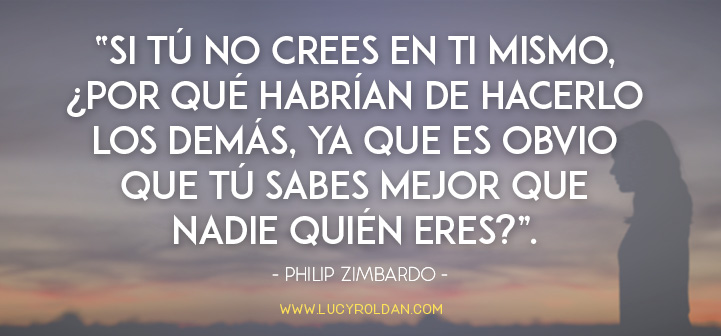 “SI TÚ NO CREES EN TI MISMO,
¿POR QUÉ HABRÍAN DE HACERLO
LOS DEMÁS, YA QUE ES OBVIO
QUE TÚ SABES MEJOR QUE
NADIE QUIÉN ERES?”.
- PHILIP ZIMBARDO -
WWW.LUCYROLDAN.COM